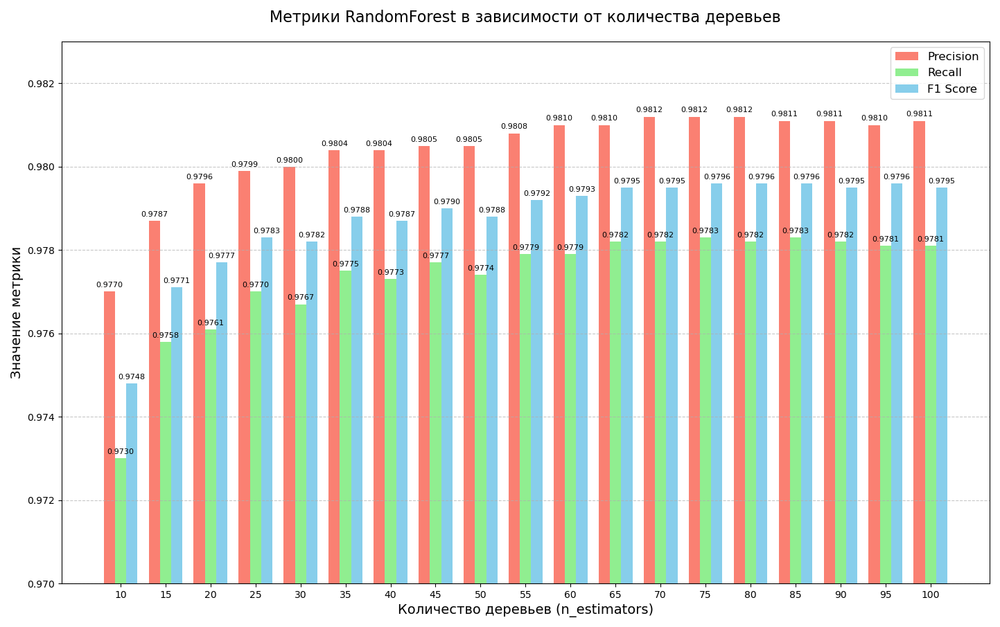 Метрики RandomForest в зависимости от количества деревьев
Precision
Recall
F1 Score
Значение метрики
0.982
0.980
0.978
0.976
0.974
0.972
0.970
0.9770 0.9730 0.9748
0.9787 0.9758 0.9771
0.9796 0.9761 0.9777
0.9799 0.9770 0.9783
0.9800 0.9767 0.9782
0.9804 0.9775 0.9788
0.9804 0.9773 0.9787
0.9805 0.9777 0.9790
0.9805 0.9774 0.9788
0.9808 0.9779 0.9792
0.9810 0.9779 0.9793
0.9810 0.9782 0.9795
0.9812 0.9782 0.9795
0.9812 0.9783 0.9796
0.9812 0.9782 0.9796
0.9811 0.9783 0.9796
0.9811 0.9782 0.9795
0.9810 0.9781 0.9796
0.9811 0.9781 0.9795
10 15 20 25 30 35 40 45 50 55 60 65 70 75 80 85 90 95 100
Количество деревьев (n_estimators)